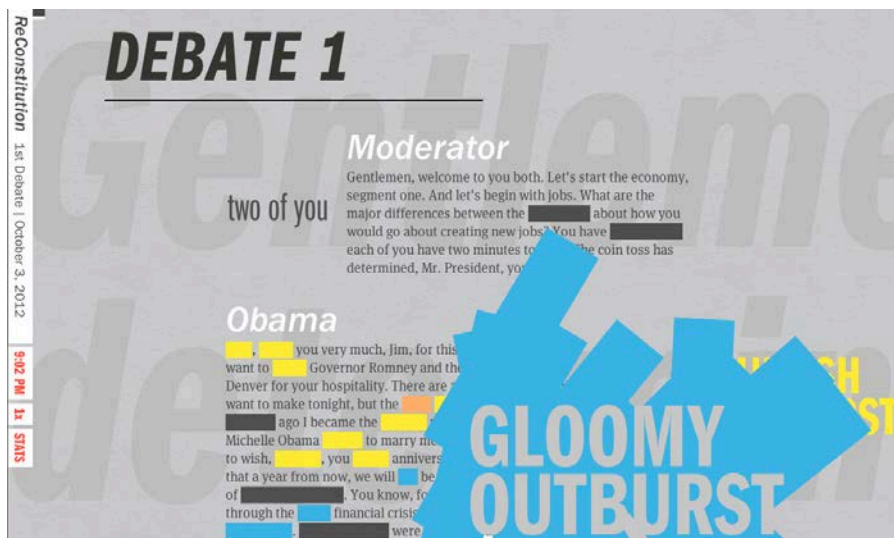 ReConstitution 1st Debate | October 3, 2012
9:02 PM 1x STATS
DEBATE 1
Moderator
Gentlemen, welcome to you both. Let's start the economy,
segment one. And let's begin with jobs. What are the
two of you
major differences between the about how you
would go about creating new jobs? You have
each of you have two minutes to coin toss has
determined, Mr. President,
Obama
, you very much, Jim, for this
want to Governor Romney and the
Denver for your hospitality. There are
want to make tonight, but the
ago I became the
Michelle Obama to marry
to wish, , you
that a year from now, we will be
of . You know,
through the financial
, were
GLOOMY
OUTBURST